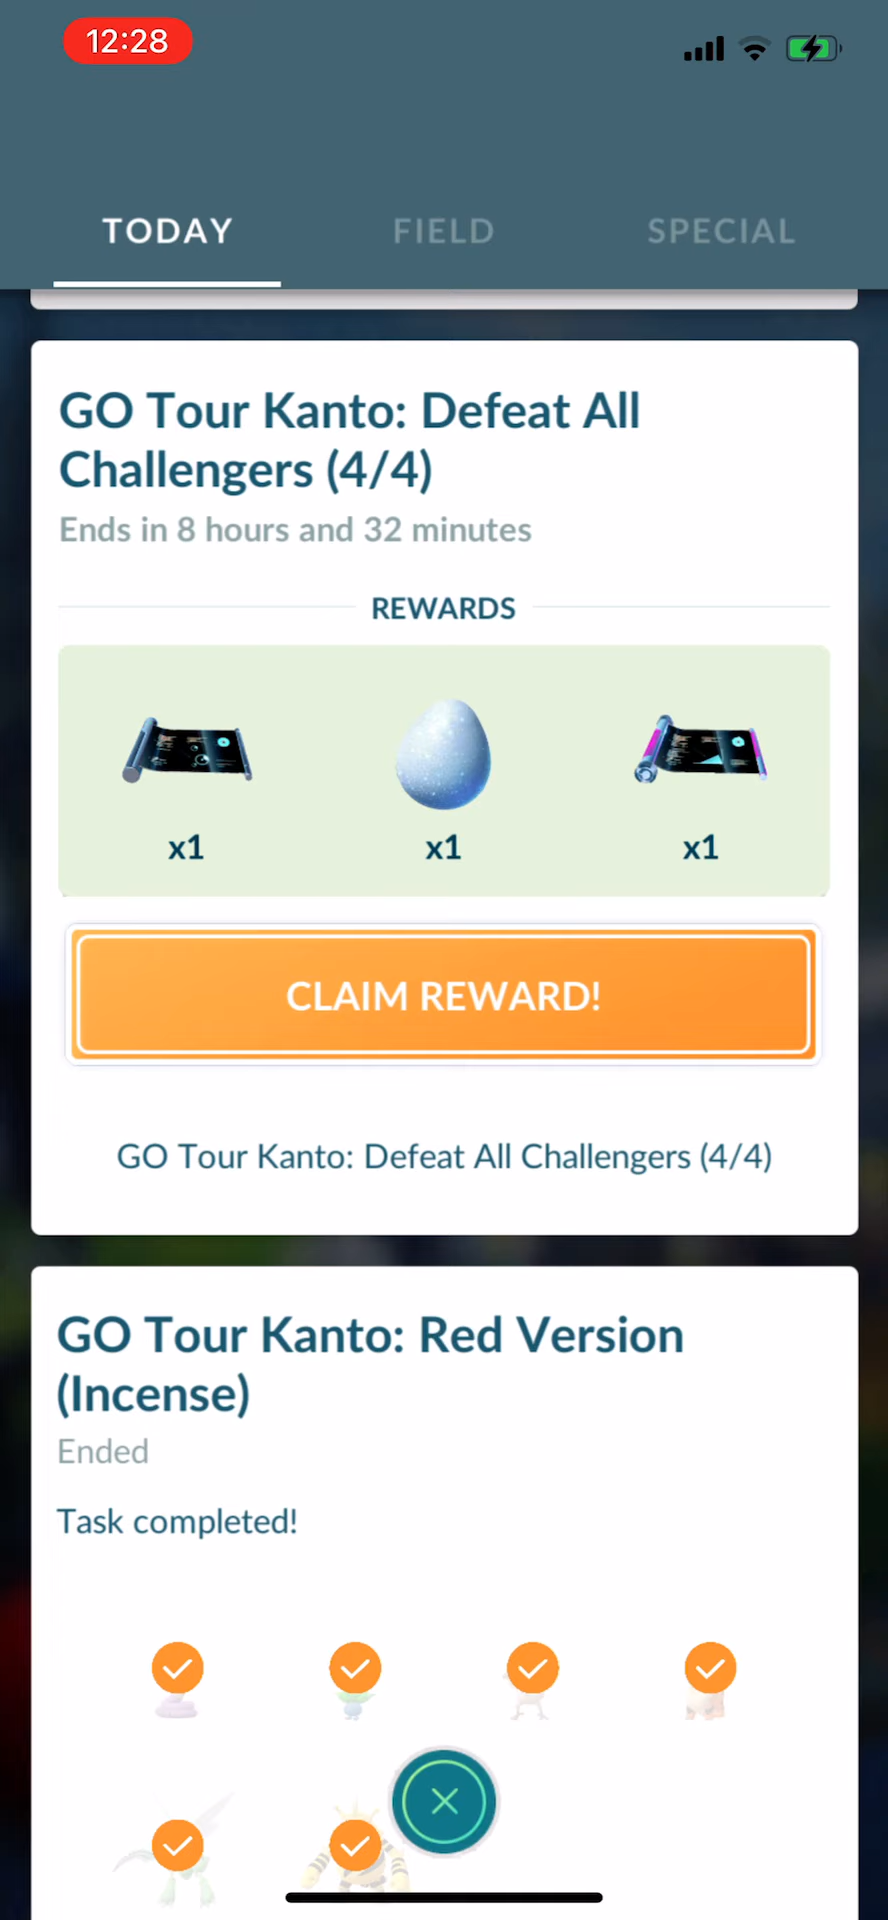 12:28
TODAY
FIELD
SPECIAL
GO Tour Kanto: Defeat All
Challengers (4/4)
Ends in 8 hours and 32 minutes
REWARDS
x1
x1
x1
CLAIM REWARD!
GO Tour Kanto: Defeat All Challengers (4/4)
GO Tour Kanto: Red Version
(Incense)
Ended
Task completed!